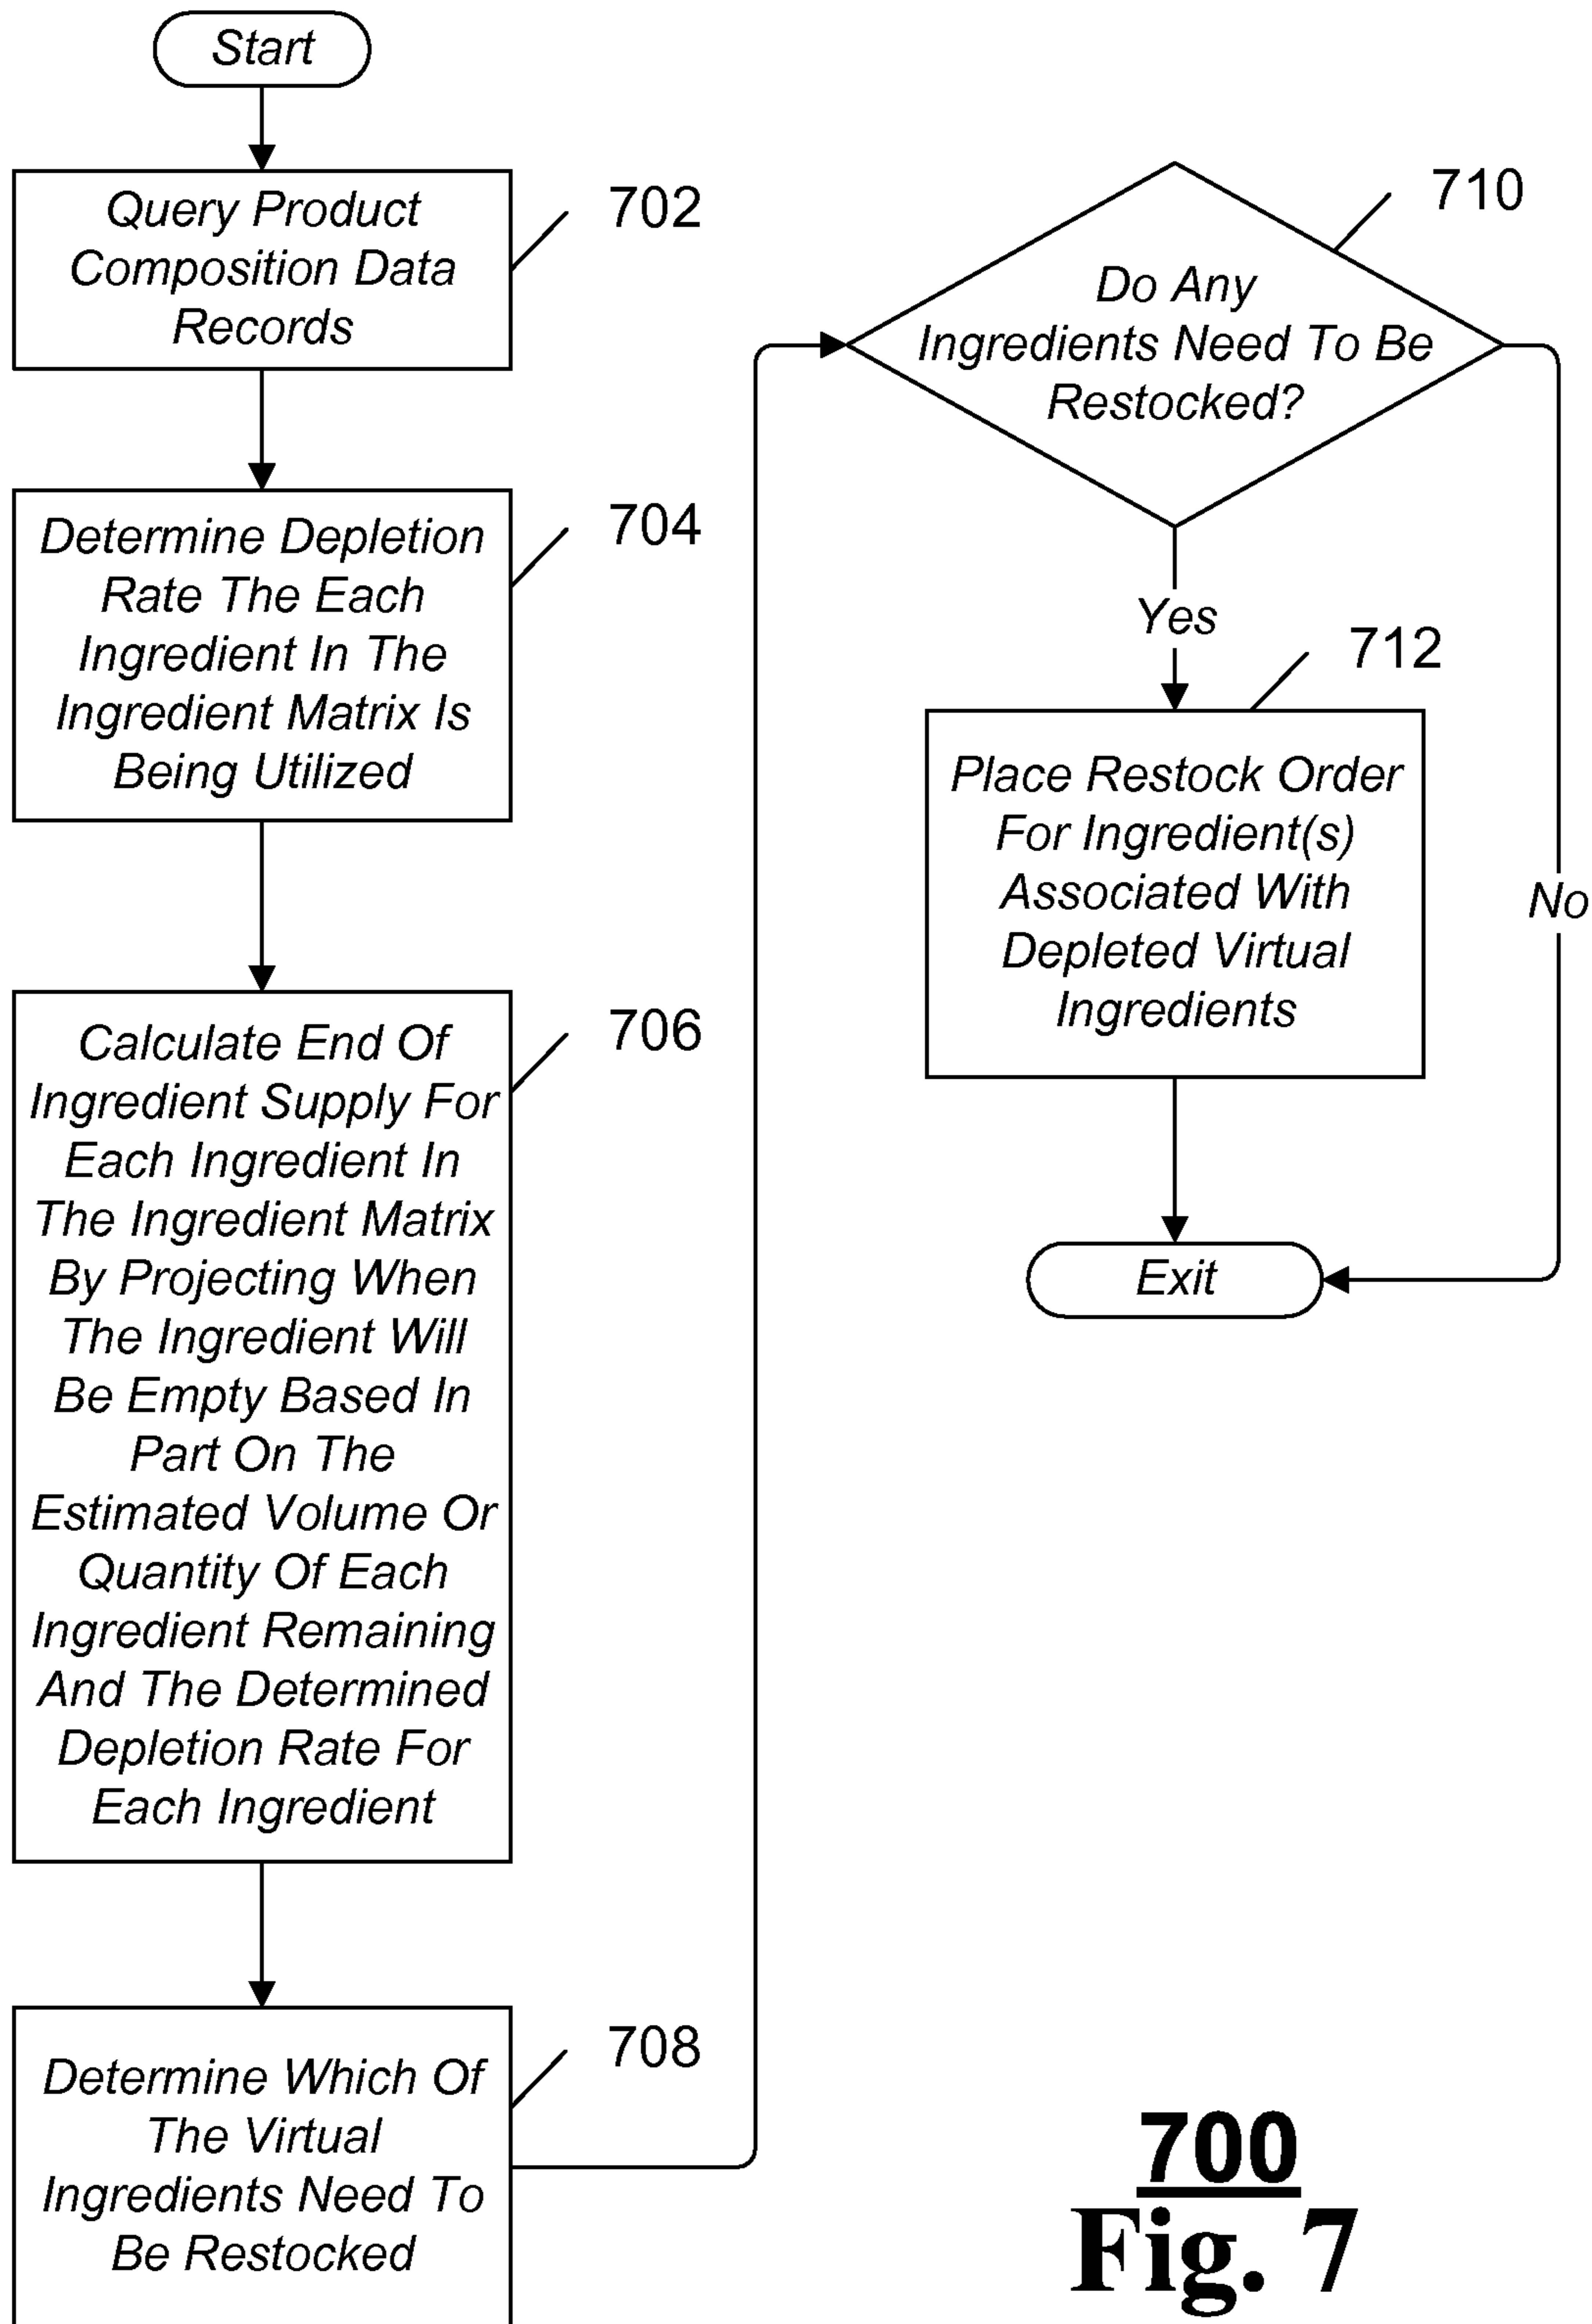 Start
Query Product
Composition Data
Records
702
Determine Depletion
Rate The Each
Ingredient In The
Ingredient Matrix Is
Being Utilized
704
Calculate End Of
Ingredient Supply For
Each Ingredient In
The Ingredient Matrix
By Projecting When
The Ingredient Will
Be Empty Based In
Part On The
Estimated Volume Or
Quantity Of Each
Ingredient Remaining
And The Determined
Depletion Rate For
Each Ingredient
706
Determine Which Of
The Virtual
Ingredients Need To
Be Restocked
708
Do Any
Ingredients Need To Be
Restocked?
710
Yes
712
Place Restock Order
For Ingredient(s)
Associated With
Depleted Virtual
Ingredients
No
Exit
700
Fig. 7